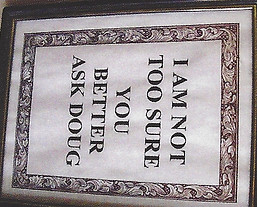 I AM NOT
TOO SURE
YOU
BETTER
ASK DOUG